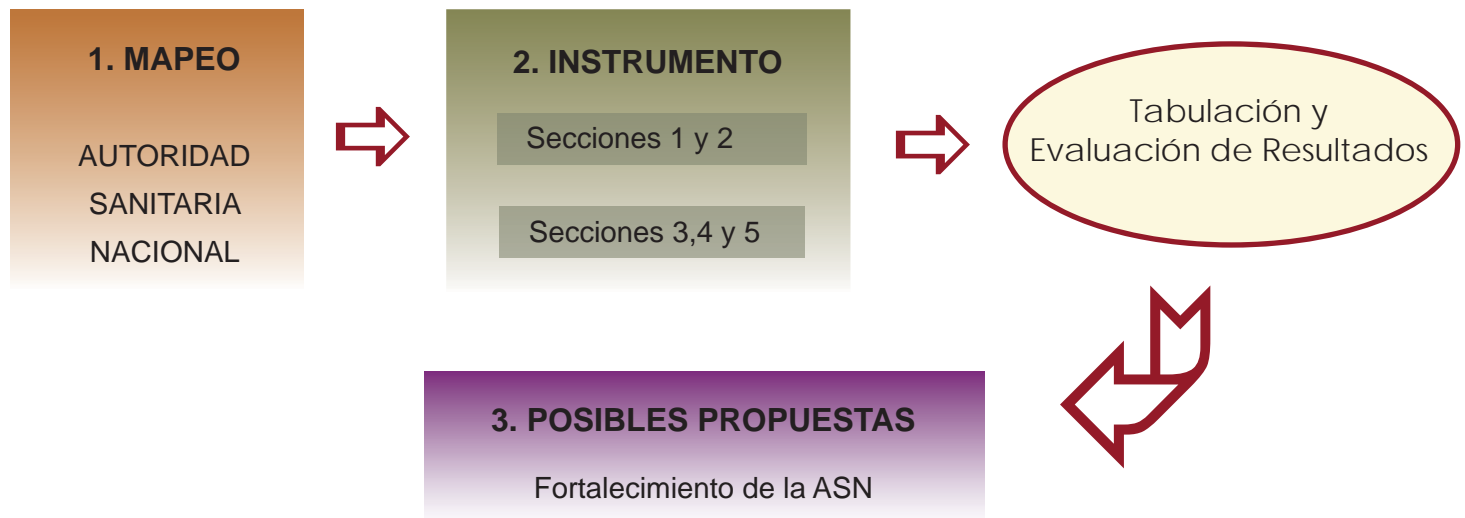 1. MAPEO
AUTORIDAD
SANITARIA
NACIONAL
2. INSTRUMENTO
Secciones 1 y 2
Secciones 3,4 y 5
Tabulación y
Evaluación de Resultados
3. POSIBLES PROPUESTAS
Fortalecimiento de la ASN